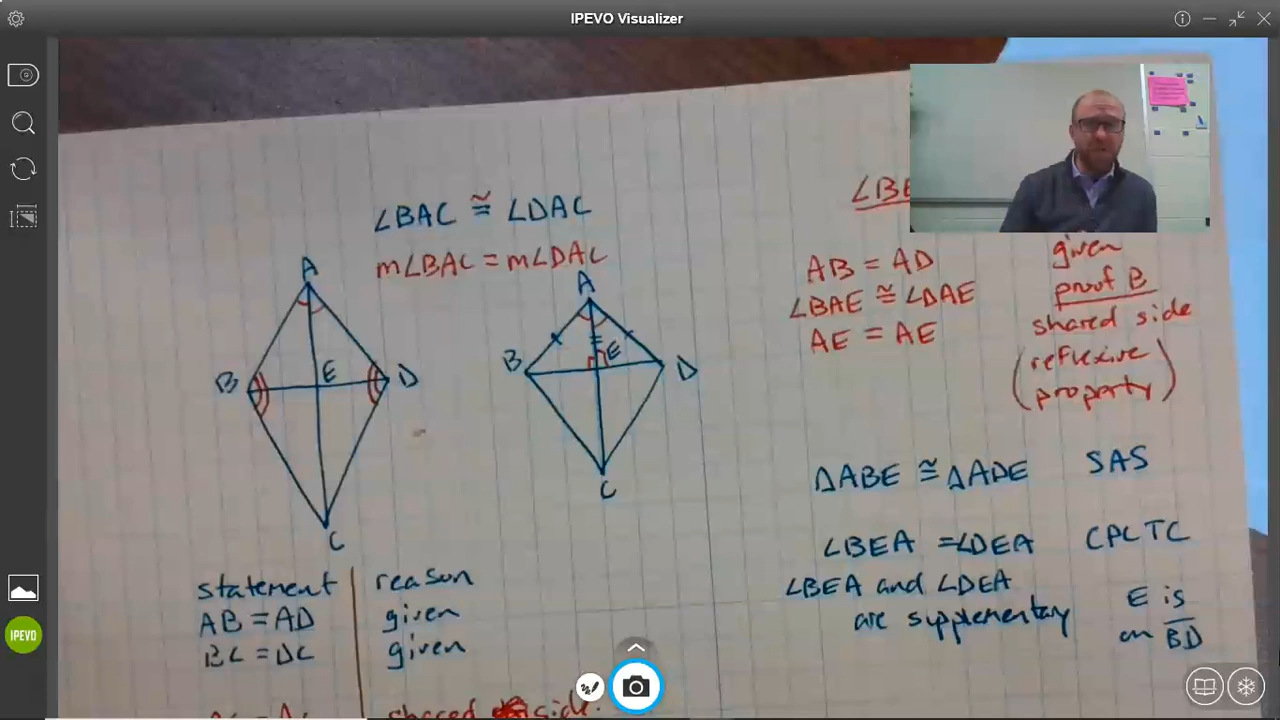 IPEVO Visualizer
∠BAC ≅ ∠DAC
m∠BAC = m∠DAC
A
B
E
D
C
A
B
E
D
C
statement reason
AB = AD given
BC = DC given
shared side
AB = AD given
∠BAE ≅ ∠DAE proof B
AE = AE shared side
(reflexive
property)
△ABE ≅ △ADE SAS
∠BEA = ∠DEA CPCTC
∠BEA and ∠DEA E is
are supplementary on BD
IPEVO